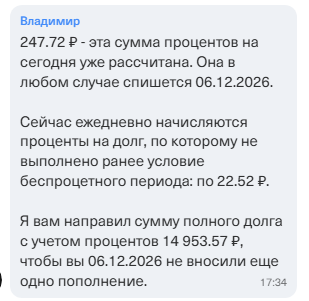 Владимир
247.72 ₽ - эта сумма процентов на
сегодня уже рассчитана. Она в
любом случае спишется 06.12.2026.

Сейчас ежедневно начисляются
проценты на долг, по которому не
выполнено ранее условие
беспроцетного периода: по 22.52 ₽.

Я вам направил сумму полного долга
с учетом процентов 14 953.57 ₽,
чтобы вы 06.12.2026 не вносили еще
одно пополнение.
17:34